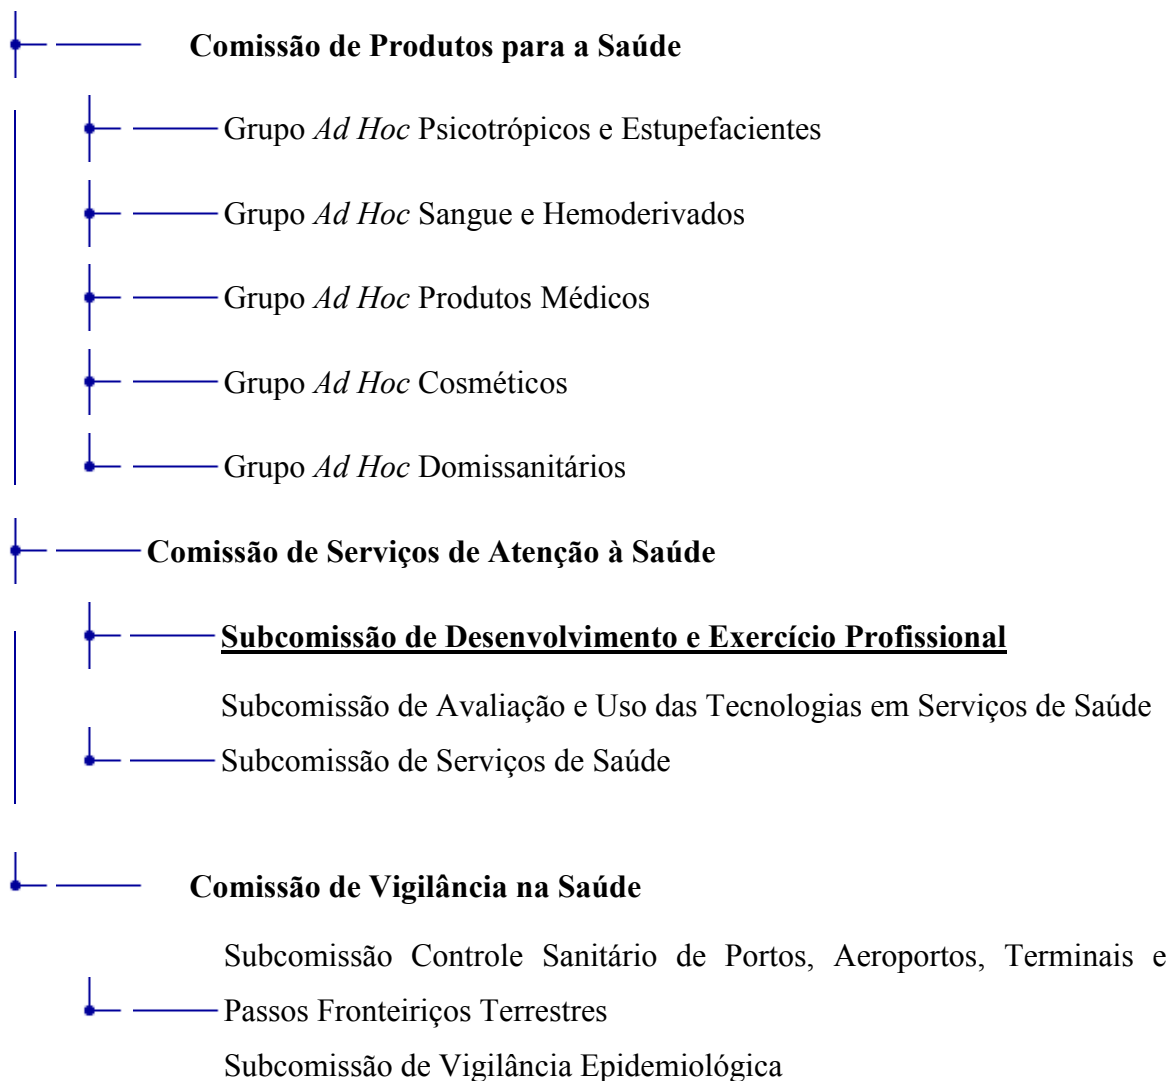 Comissão de Produtos para a Saúde
Grupo Ad Hoc Psicotrópicos e Estupefacientes
Grupo Ad Hoc Sangue e Hemoderivados
Grupo Ad Hoc Produtos Médicos
Grupo Ad Hoc Cosméticos
Grupo Ad Hoc Domissanitários
Comissão de Serviços de Atenção à Saúde
Subcomissão de Desenvolvimento e Exercício Profissional
Subcomissão de Avaliação e Uso das Tecnologias em Serviços de Saúde
Subcomissão de Serviços de Saúde
Comissão de Vigilância na Saúde
Subcomissão Controle Sanitário de Portos, Aeroportos, Terminais e
Passos Fronteiriços Terrestres
Subcomissão de Vigilância Epidemiológica